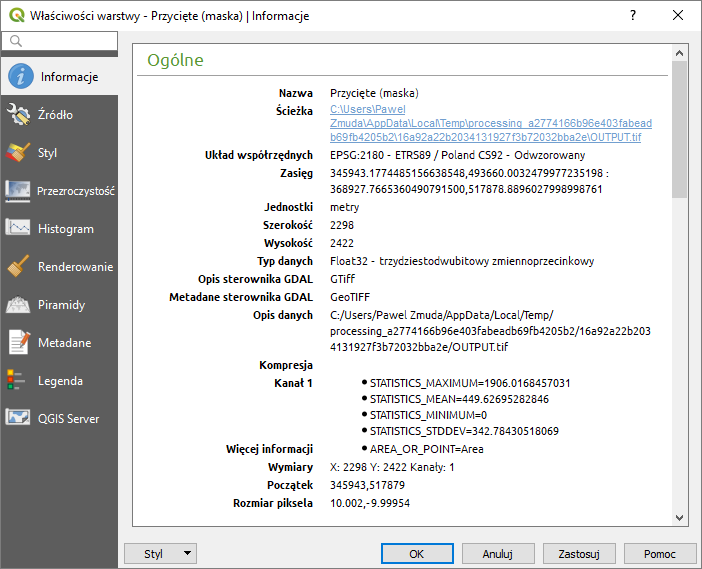 Właściwości warstwy - Przycięte (maska) | Informacje
Informacje
Źródło
Styl
Przezroczystość
Histogram
Renderowanie
Piramidy
Metadane
Legenda
QGIS Server
Ogólne
Nazwa Przycięte (maska)
Ścieżka C:\Users\Pawel
Zmuda\AppData\Local\Temp\processing_a2774166b96e403fabead
b69fb4205b2\16a92a22b2034131927f3b72032bba2e\OUTPUT.tif
Układ współrzędnych EPSG:2180 - ETRS89 / Poland CS92 - Odwzorowany
Zasięg 345943.1774485156638548,493660.0032479977235198 :
368927.7665360490791500,517878.8896027998998761
Jednostki metry
Szerokość 2298
Wysokość 2422
Typ danych Float32 - trzydziestodwubitowy zmiennoprzecinkowy
Opis sterownika GDAL GTiff
Metadane sterownika GDAL GeoTIFF
Opis danych C:/Users/Pawel Zmuda/AppData/Local/Temp/
processing_a2774166b96e403fabeadb69fb4205b2/16a92a22b203
4131927f3b72032bba2e/OUTPUT.tif
Kompresja
Kanał 1 • STATISTICS_MAXIMUM=1906.0168457031
• STATISTICS_MEAN=449.62695282846
• STATISTICS_MINIMUM=0
• STATISTICS_STDDEV=342.78430518069
Więcej informacji • AREA_OR_POINT=Area
Wymiary X: 2298 Y: 2422 Kanały: 1
Początek 345943,517879
Rozmiar piksela 10.002,-9.99954
Styl
OK
Anuluj
Zastosuj
Pomoc